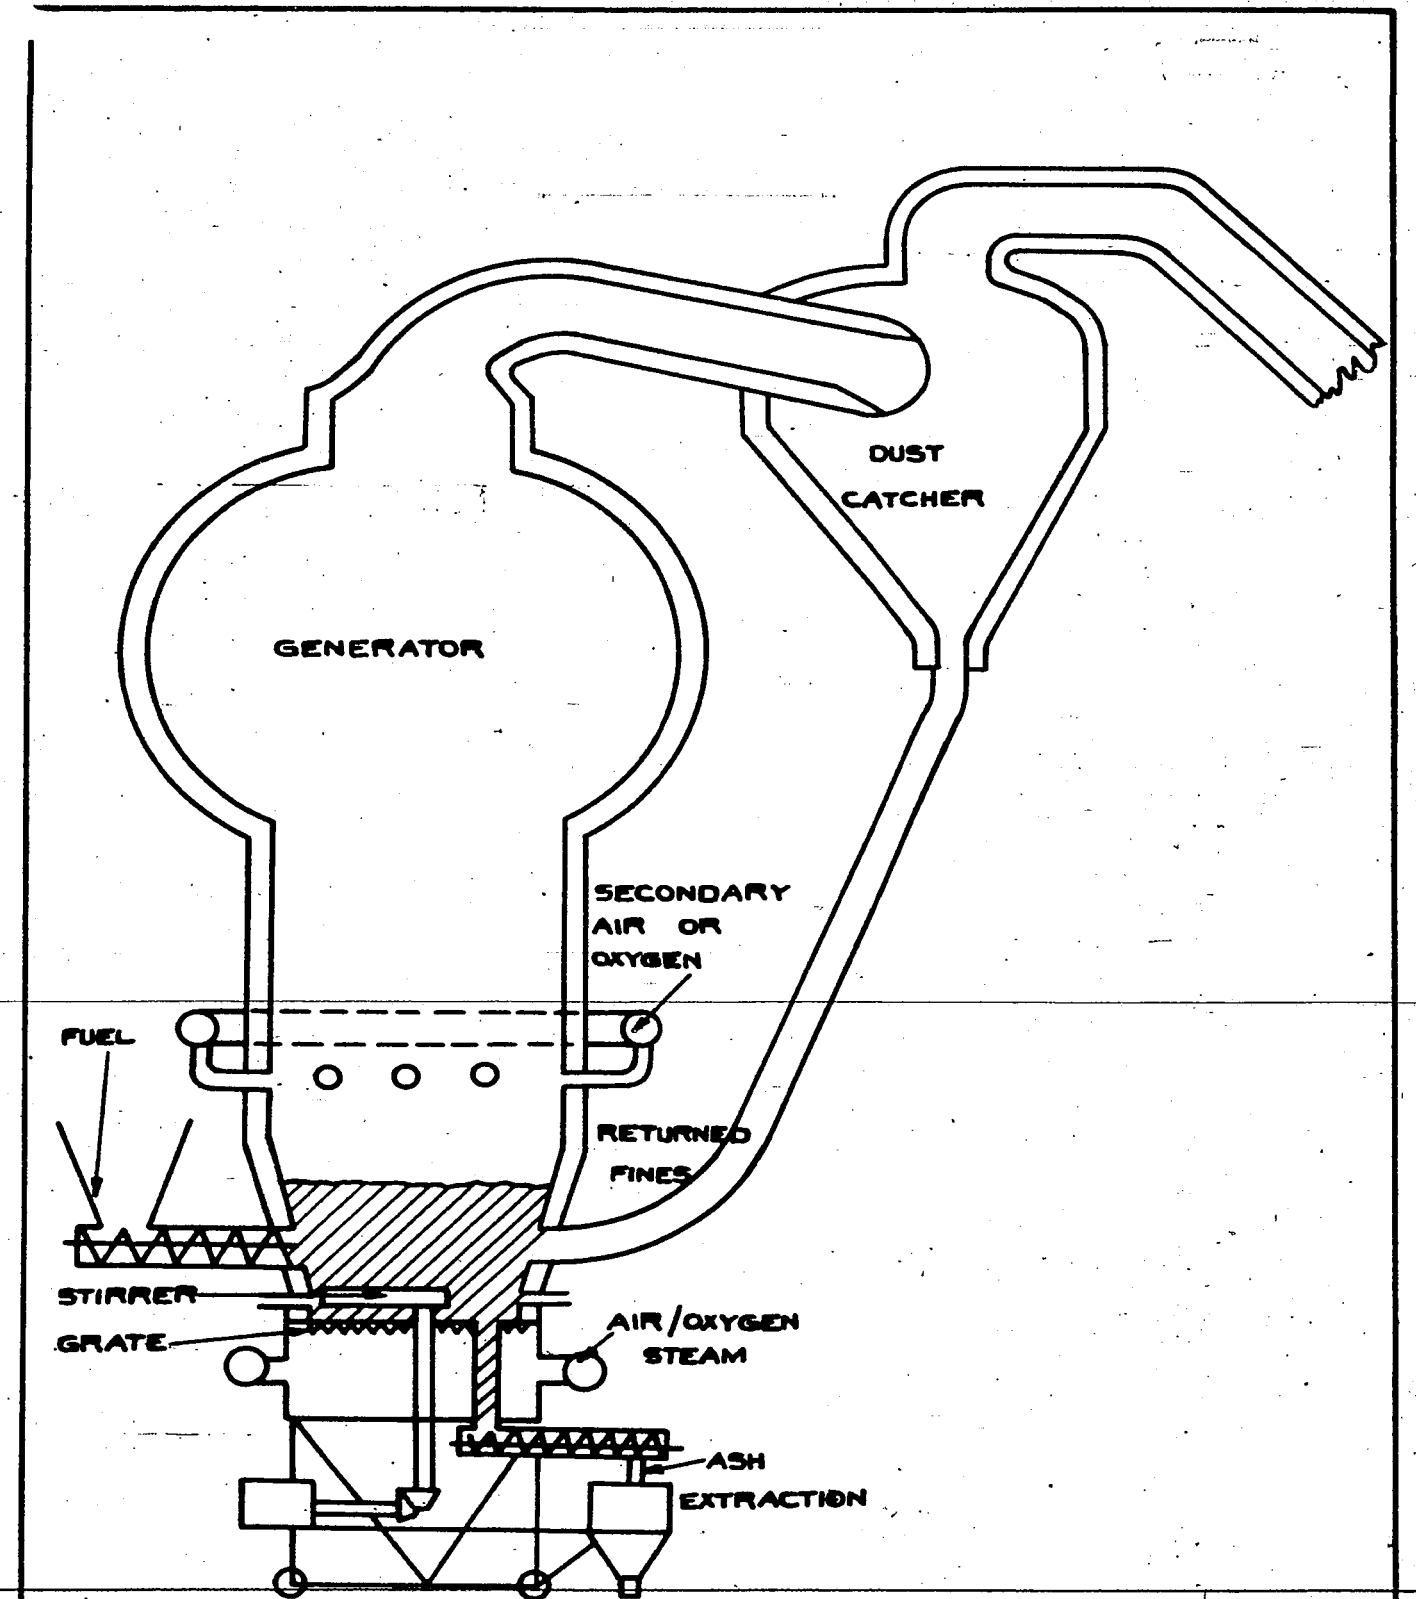 DUST
CATCHER
GENERATOR
SECONDARY
AIR OR
OXYGEN
FUEL
RETURNED
FINES
STIRRER
GRATE
AIR/OXYGEN
STEAM
ASH
EXTRACTION